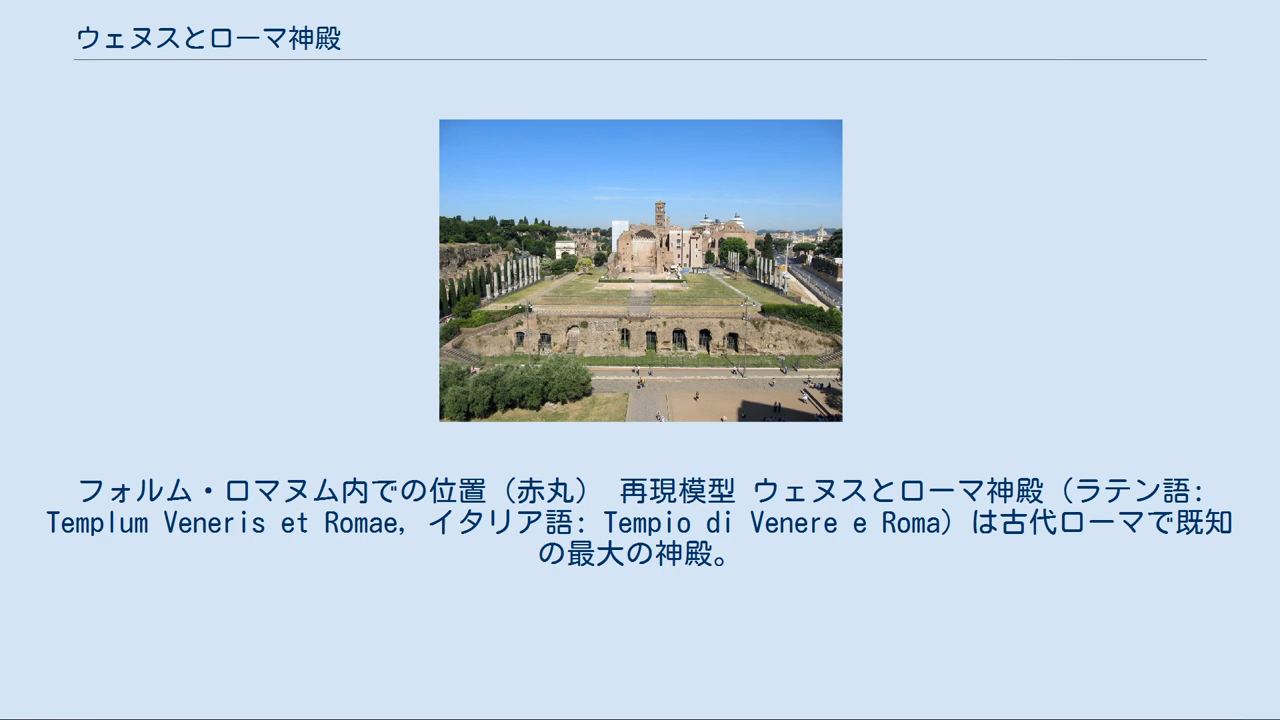 ウェヌスとローマ神殿
フォルム・ロマヌム内での位置（赤丸） 再現模型 ウェヌスとローマ神殿（ラテン語:
Templum Veneris et Romae, イタリア語: Tempio di Venere e Roma）は古代ローマで既知
の最大の神殿。